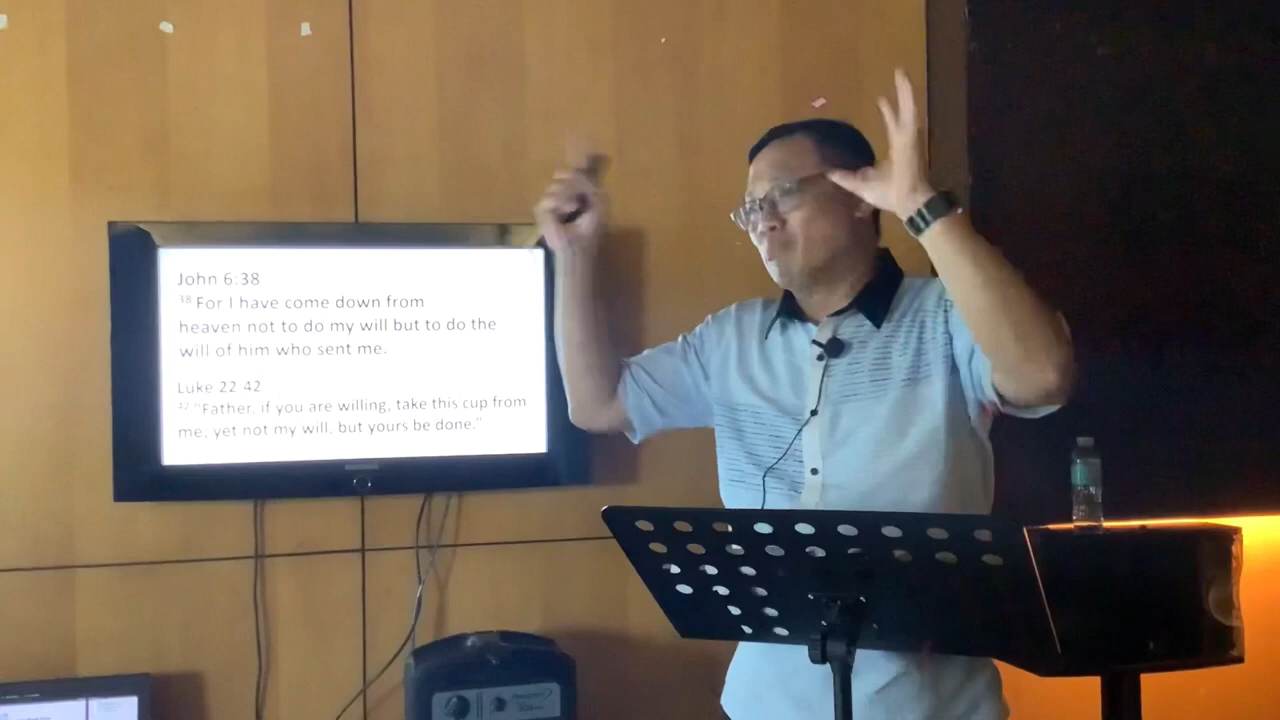 John 6:38
38 For I have come down from
heaven not to do my will but to do the
will of him who sent me.
Luke 22 42
42 "Father, if you are willing, take this cup from
me; yet not my will, but yours be done."